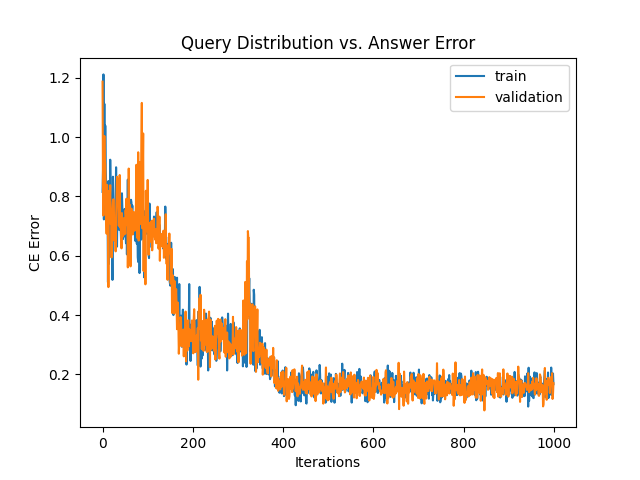 Query Distribution vs. Answer Error
train
validation
CE Error
1.2
1.0
0.8
0.6
0.4
0.2
0 200 400 600 800 1000
Iterations